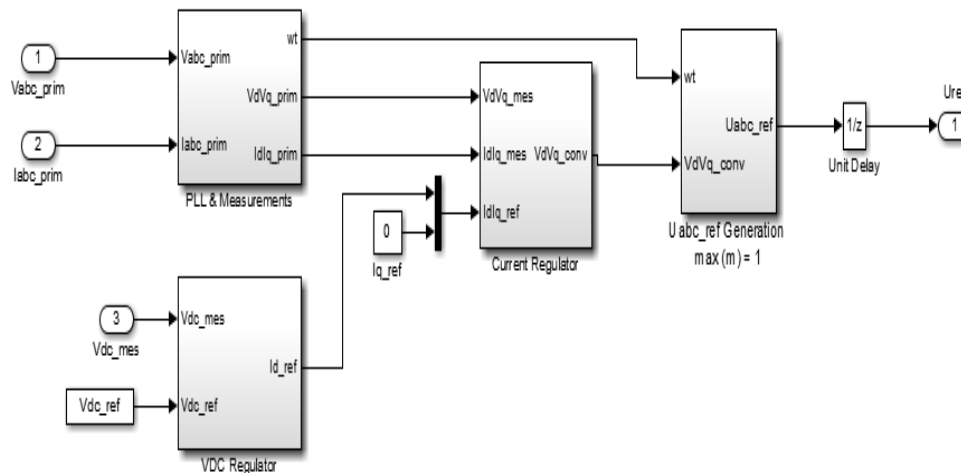 1
Vabc_prim
2
Iabc_prim
Vabc_prim
Iabc_prim
wt
VdVq_prim
IdIq_prim
PLL & Measurements
0
Iq_ref
VdVq_mes
IdIq_mes
IdIq_ref
VdVq_conv
Current Regulator
wt
VdVq_conv
Uabc_ref
Uabc_ref Generation
max (m) = 1
1/z
Unit Delay
Ure
1
3
Vdc_mes
Vdc_ref
Vdc_mes
Vdc_ref
Id_ref
VDC Regulator